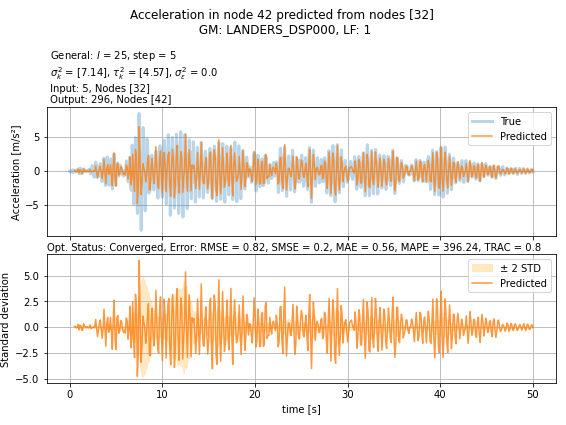 Acceleration in node 42 predicted from nodes [32]
GM: LANDERS_DSP000, LF: 1
General: l = 25, step = 5
σ²ₖ = [7.14], τ²ₖ = [4.57], σ²_ε = 0.0
Input: 5, Nodes [32]
Output: 296, Nodes [42]
Acceleration [m/s²]
5
0
−5
True
Predicted
Opt. Status: Converged, Error: RMSE = 0.82, SMSE = 0.2, MAE = 0.56, MAPE = 396.24, TRAC = 0.8
Standard deviation
5.0
2.5
0.0
−2.5
−5.0
± 2 STD
Predicted
0 10 20 30 40 50
time [s]